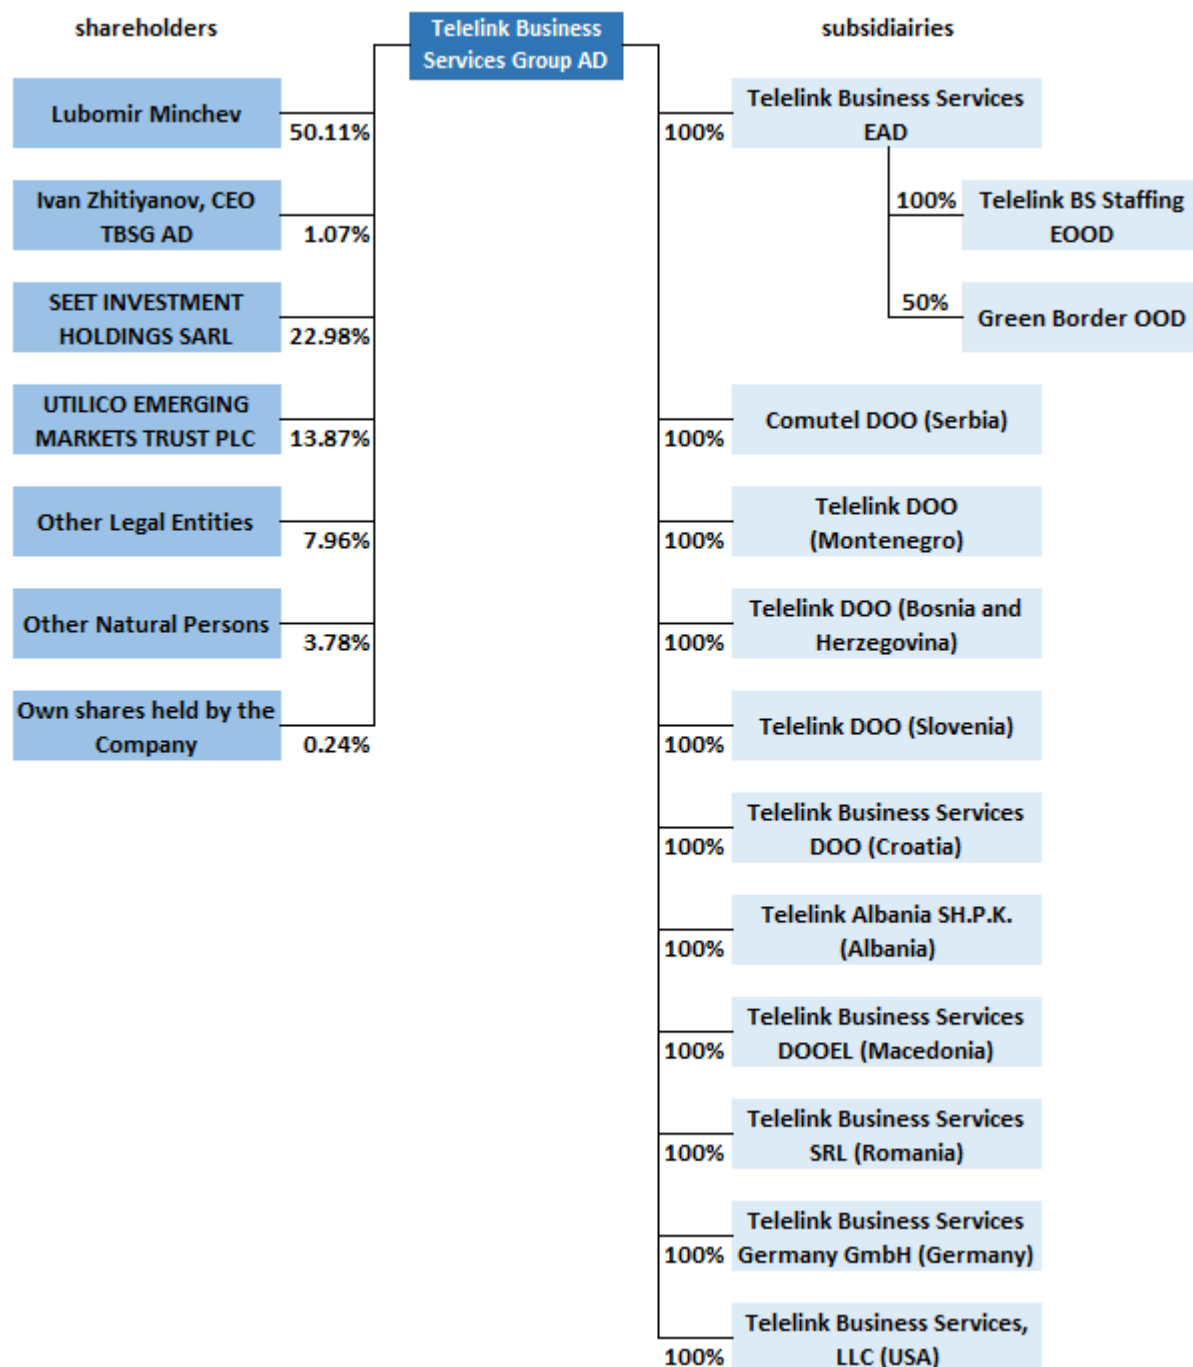 shareholders
Telelink Business
Services Group AD
subsidiairies
Lubomir Minchev
50.11%
Ivan Zhitiyanov, CEO
TBSG AD
1.07%
SEET INVESTMENT
HOLDINGS SARL
22.98%
UTILICO EMERGING
MARKETS TRUST PLC
13.87%
Other Legal Entities
7.96%
Other Natural Persons
3.78%
Own shares held by the
Company
0.24%
100%
Telelink Business Services
EAD
100%
Telelink BS Staffing
EOOD
50%
Green Border OOD
100%
Comutel DOO (Serbia)
100%
Telelink DOO
(Montenegro)
100%
Telelink DOO (Bosnia and
Herzegovina)
100%
Telelink DOO (Slovenia)
100%
Telelink Business Services
DOO (Croatia)
100%
Telelink Albania SH.P.K.
(Albania)
100%
Telelink Business Services
DOOEL (Macedonia)
100%
Telelink Business Services
SRL (Romania)
100%
Telelink Business Services
Germany GmbH (Germany)
100%
Telelink Business Services,
LLC (USA)